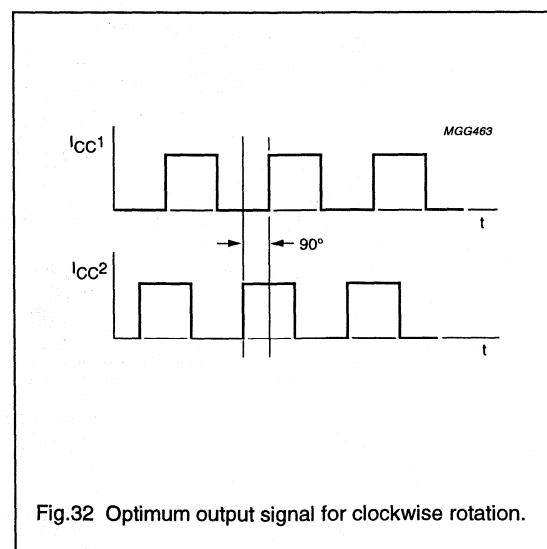 ICC1
MGG463
t
90°
ICC2
t
Fig.32 Optimum output signal for clockwise rotation.